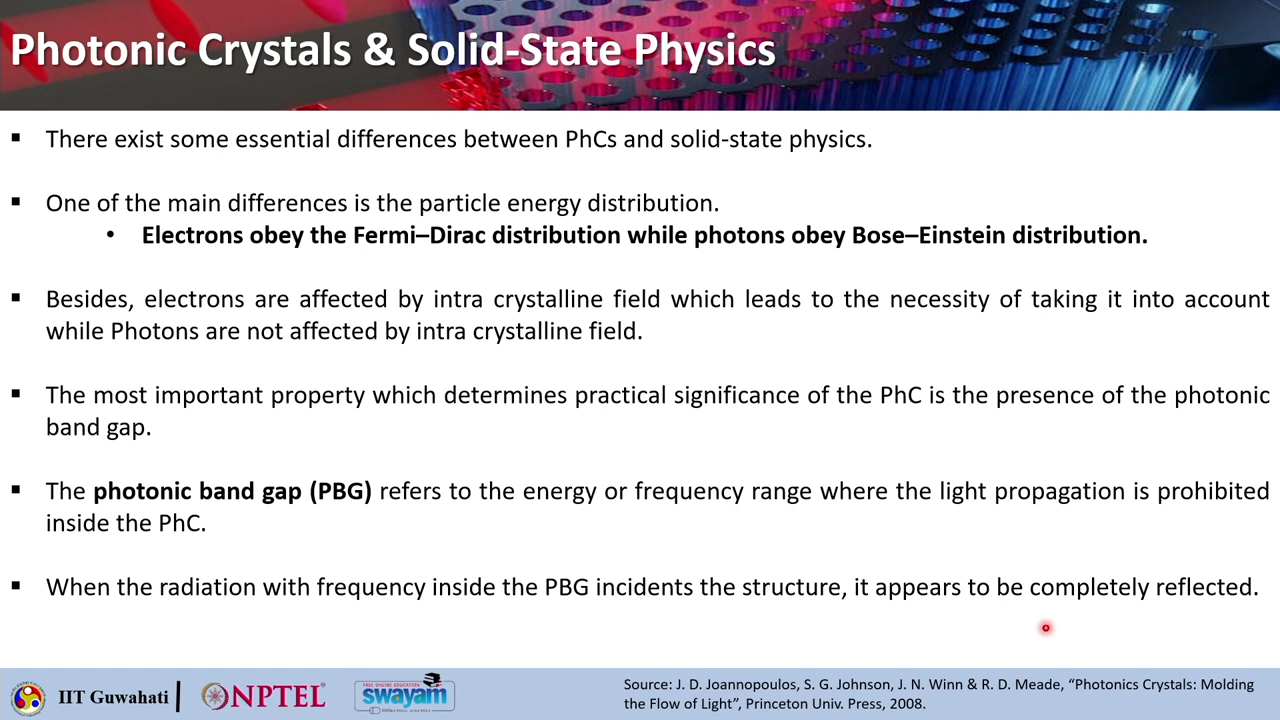 Photonic Crystals & Solid-State Physics
▪ There exist some essential differences between PhCs and solid-state physics.
▪ One of the main differences is the particle energy distribution.
• Electrons obey the Fermi–Dirac distribution while photons obey Bose–Einstein distribution.
▪ Besides, electrons are affected by intra crystalline field which leads to the necessity of taking it into account
while Photons are not affected by intra crystalline field.
▪ The most important property which determines practical significance of the PhC is the presence of the photonic
band gap.
▪ The photonic band gap (PBG) refers to the energy or frequency range where the light propagation is prohibited
inside the PhC.
▪ When the radiation with frequency inside the PBG incidents the structure, it appears to be completely reflected.
IIT Guwahati
NPTEL
FREE ONLINE EDUCATION
swayam
Source: J. D. Joannopoulos, S. G. Johnson, J. N. Winn & R. D. Meade, “Photonics Crystals: Molding
the Flow of Light”, Princeton Univ. Press, 2008.